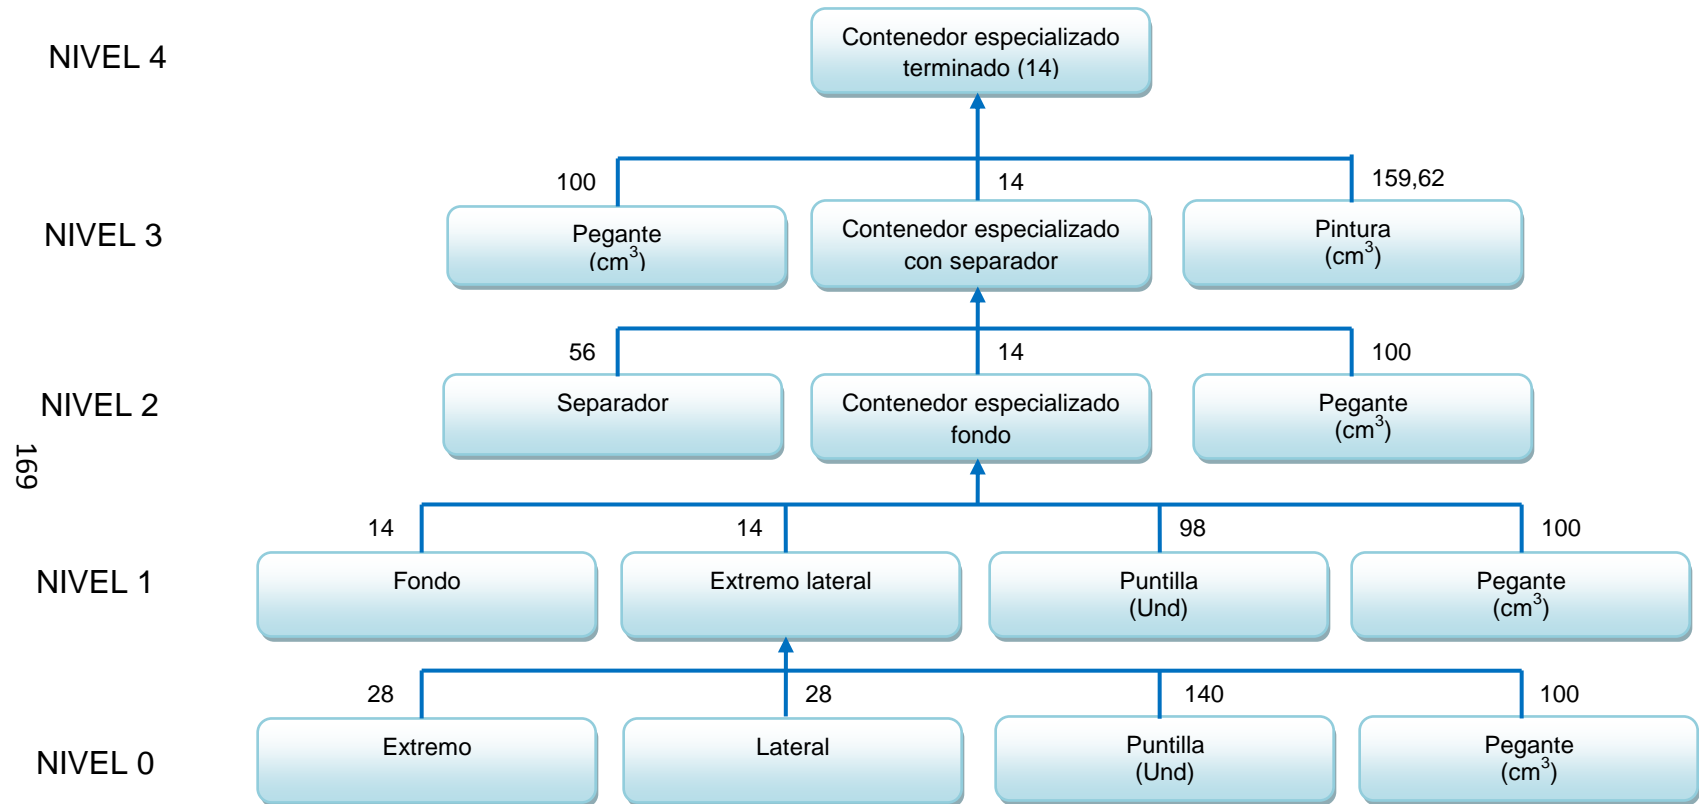 NIVEL 4
Contenedor especializado
terminado (14)
100
14
159,62
NIVEL 3
Pegante
(cm³)
Contenedor especializado
con separador
Pintura
(cm³)
56
14
100
NIVEL 2
Separador
Contenedor especializado
fondo
Pegante
(cm³)
169
14
14
98
100
NIVEL 1
Fondo
Extremo lateral
Puntilla
(Und)
Pegante
(cm³)
28
28
140
100
NIVEL 0
Extremo
Lateral
Puntilla
(Und)
Pegante
(cm³)